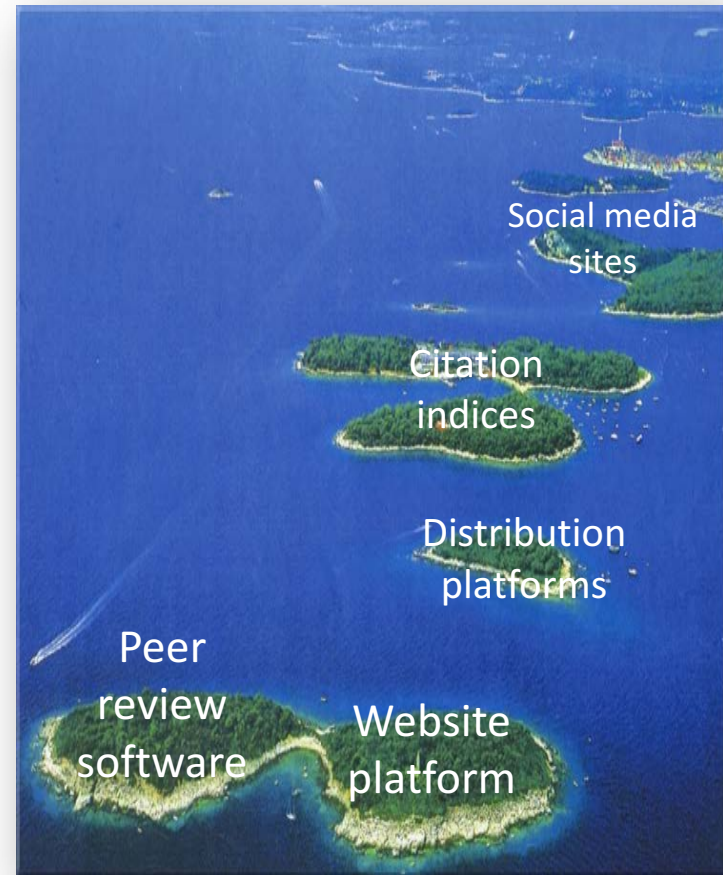 Social media
sites
Citation
indices
Distribution
platforms
Peer
review
software
Website
platform